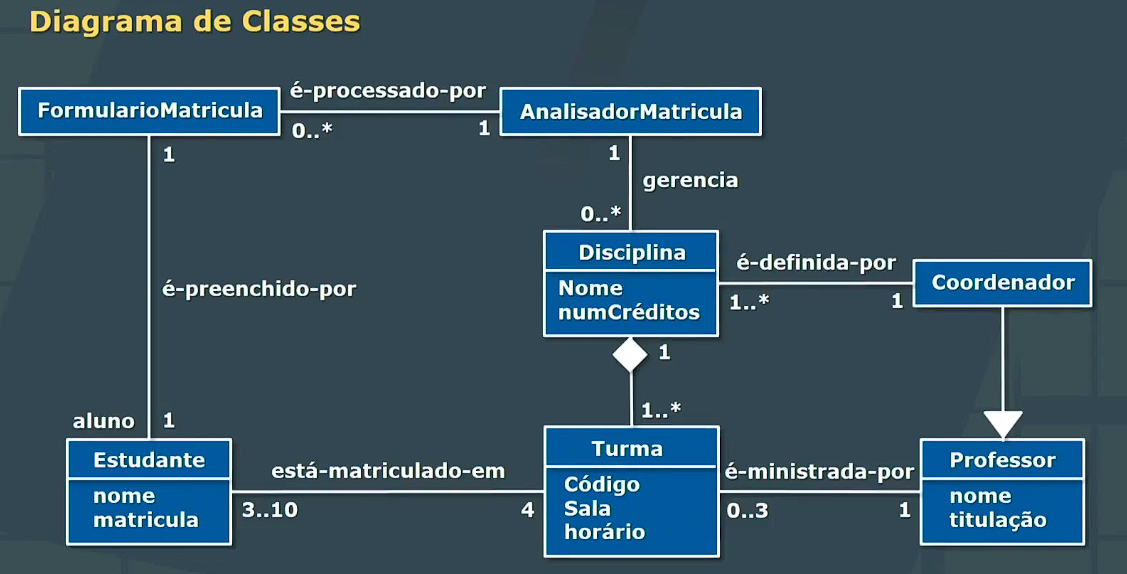 Diagrama de Classes
é-processado-por
FormularioMatricula
AnalisadorMatricula
0..*
1
1
1
gerencia
0..*
Disciplina
Nome
numCréditos
é-definida-por
1..*
1
Coordenador
é-preenchido-por
1
1..*
aluno
1
Estudante
nome
matricula
está-matriculado-em
3..10
4
Turma
Código
Sala
horário
é-ministrada-por
0..3
1
Professor
nome
titulação